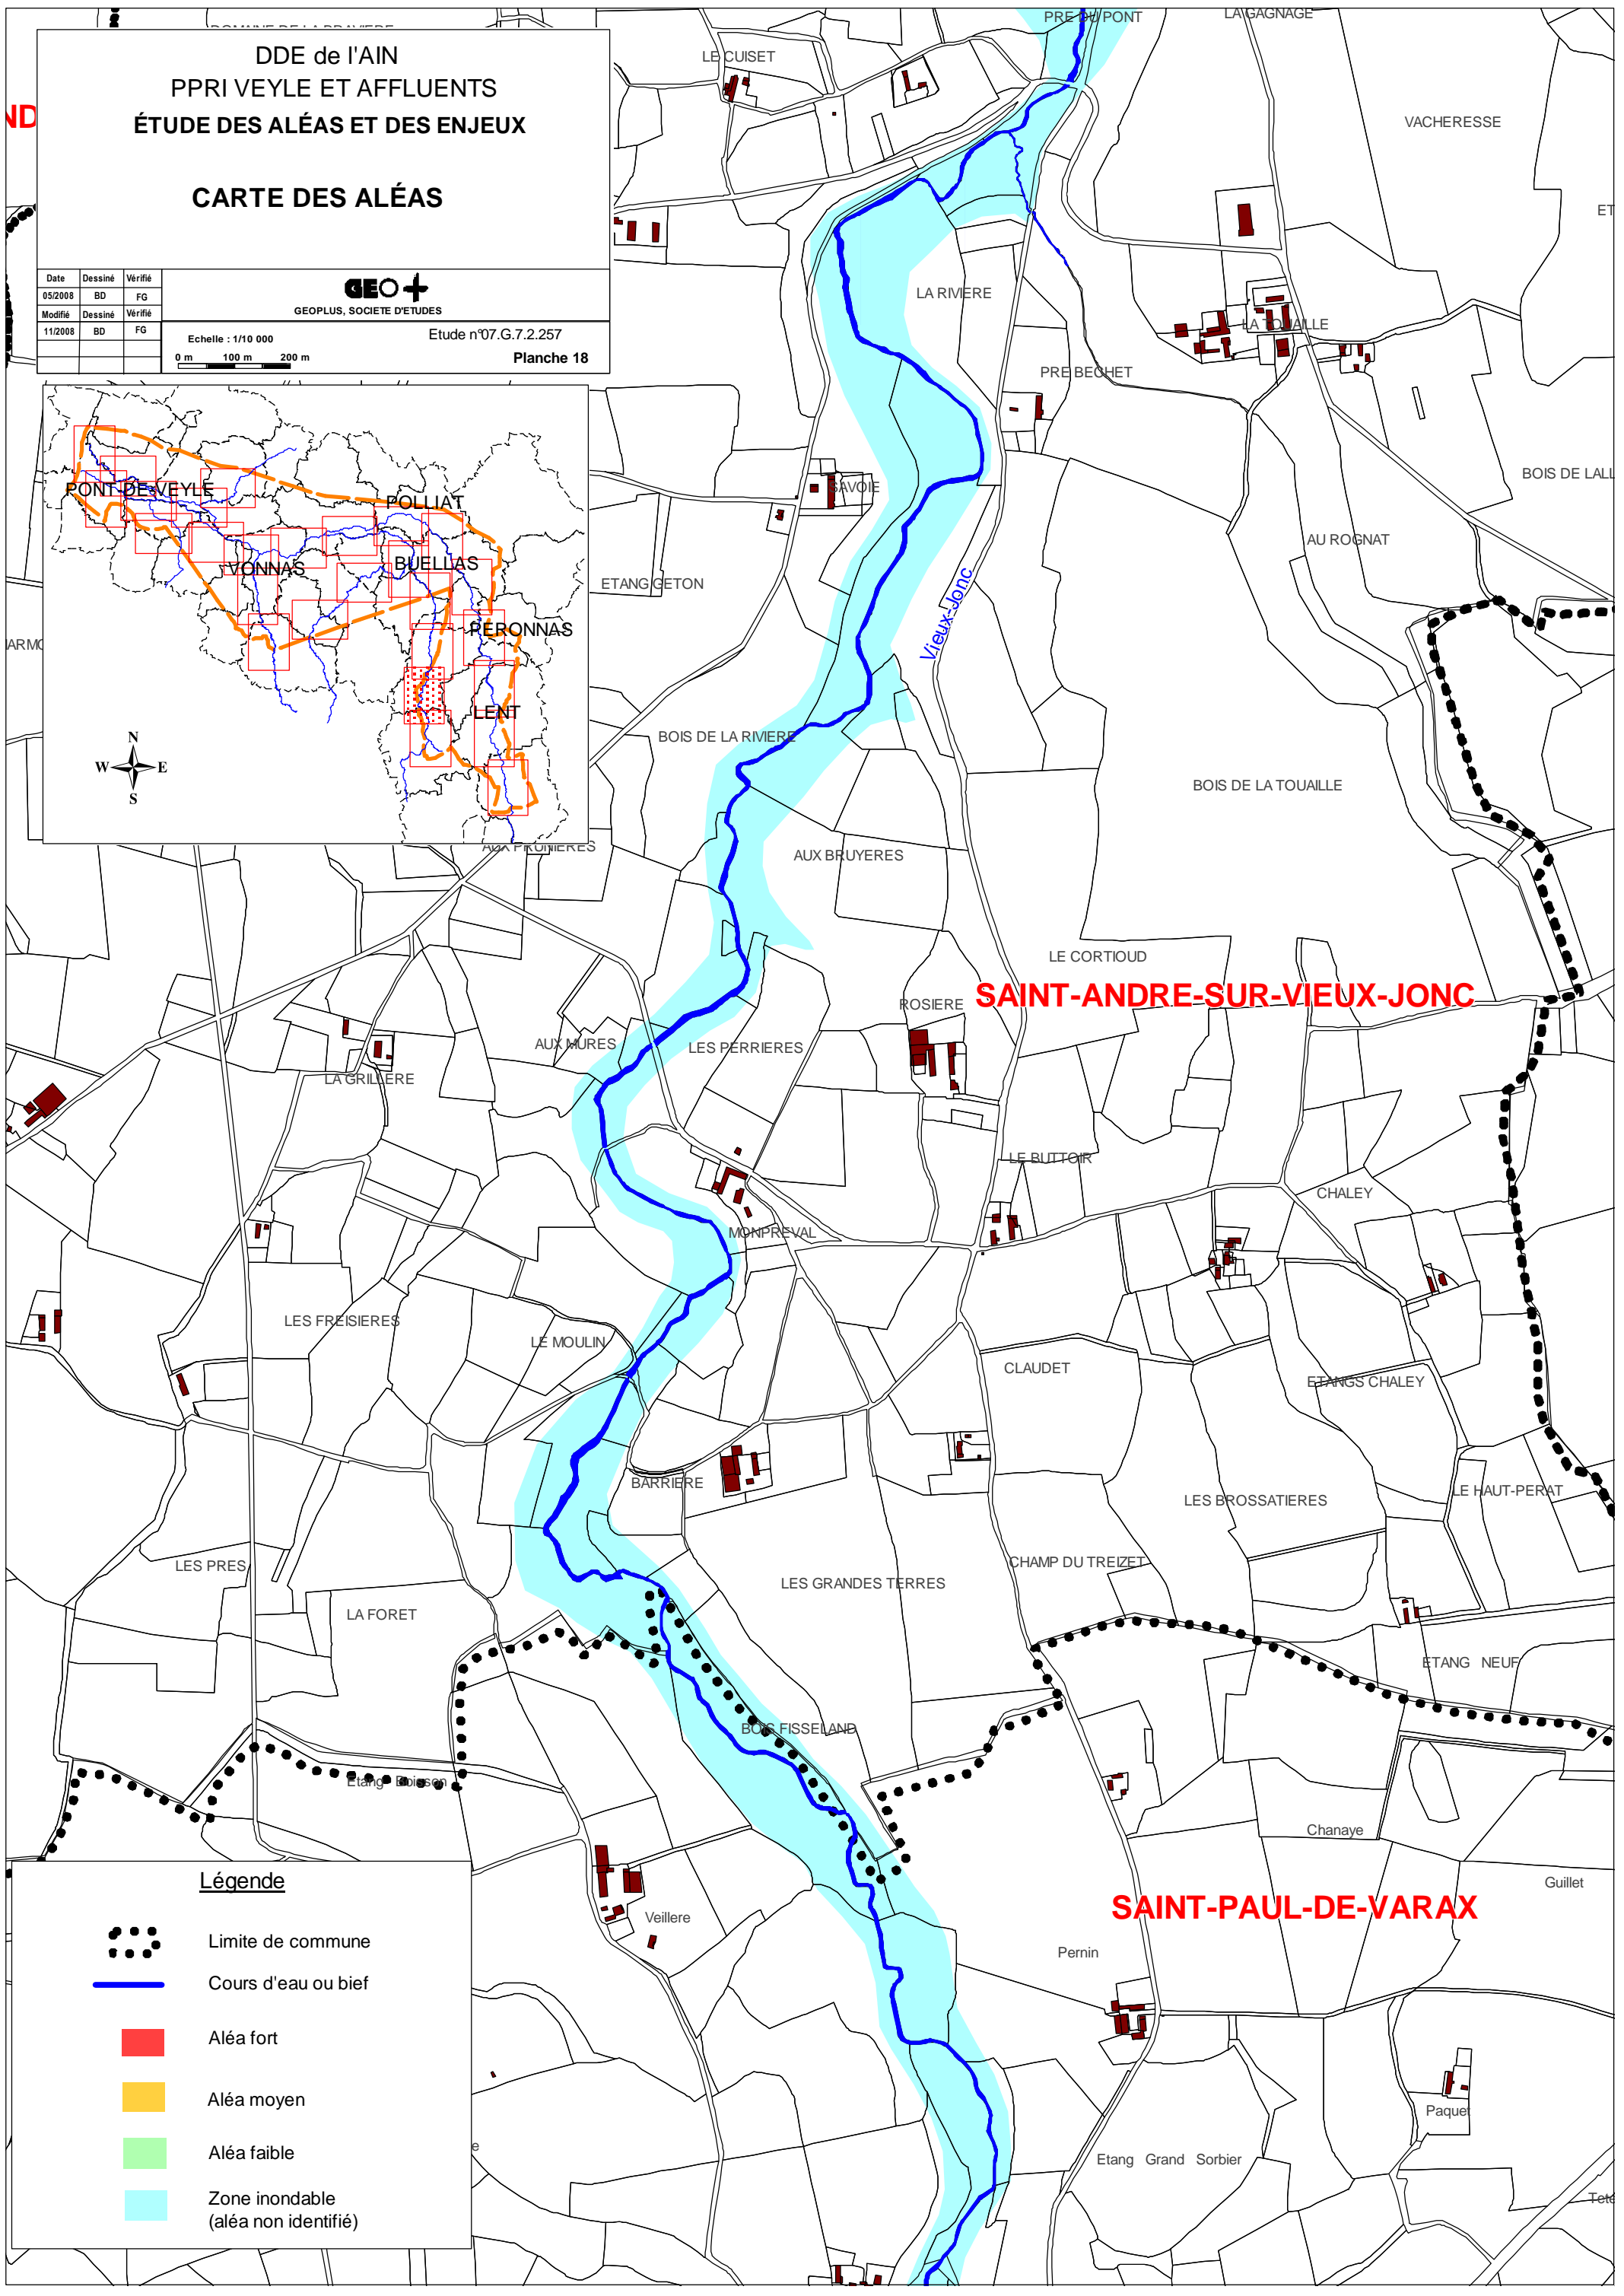 PRE DU PONT
LA GAGNAGE
DDE de l'AIN
PPRI VEYLE ET AFFLUENTS
ÉTUDE DES ALÉAS ET DES ENJEUX
CARTE DES ALÉAS
Date Dessiné Vérifié
05/2008 BD FG
Modifié Dessiné Vérifié
11/2008 BD FG
GEO+
GEOPLUS, SOCIETE D'ETUDES
Echelle : 1/10 000
0 m 100 m 200 m
Etude n°07.G.7.2.257
Planche 18
LE CUISET
VACHERESSE
LA RIVIERE
LA TOUAILLE
PRE BECHET
PONT-DE-VEYLE
POLLIAT
VONNAS
BUELLAS
PERONNAS
LENT
N
W E
S
SAVOIE
BOIS DE LALL
AU ROGNAT
ETANG GETON
Vieux-Jonc
BOIS DE LA RIVIERE
BOIS DE LA TOUAILLE
AUX PRUNIERES
AUX BRUYERES
LE CORTIOUD
SAINT-ANDRE-SUR-VIEUX-JONC
ROSIERE
AUX MURES
LES PERRIERES
LA GRILLERE
LE BUTTOIR
CHALEY
MONPREVAL
LES FREISIERES
LE MOULIN
CLAUDET
ETANGS CHALEY
BARRIERE
LE HAUT-PERAT
LES BROSSATIERES
LES PRES
CHAMP DU TREIZET
LES GRANDES TERRES
LA FORET
ETANG NEUF
BOIS FISSELAND
Etang Boisson
Chanaye
Guillet
SAINT-PAUL-DE-VARAX
Veillere
Pernin
Paquet
Etang Grand Sorbier
Légende
Limite de commune
Cours d'eau ou bief
Aléa fort
Aléa moyen
Aléa faible
Zone inondable
(aléa non identifié)